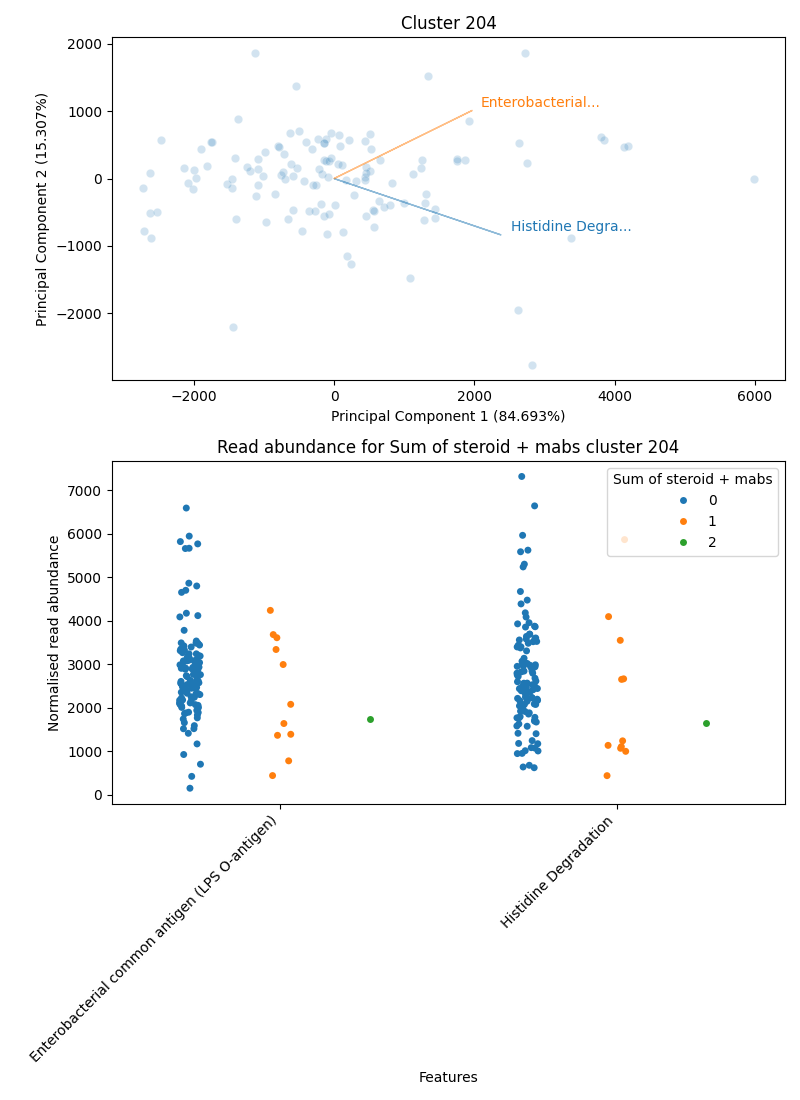 Cluster 204
2000
1000
0
−1000
−2000
Principal Component 2 (15.307%)
Enterobacterial...
Histidine Degra...
−2000
0
2000
4000
6000
Principal Component 1 (84.693%)
Read abundance for Sum of steroid + mabs cluster 204
7000
6000
5000
4000
3000
2000
1000
0
Normalised read abundance
Sum of steroid + mabs
0
1
2
Enterobacterial common antigen (LPS O-antigen)
Histidine Degradation
Features